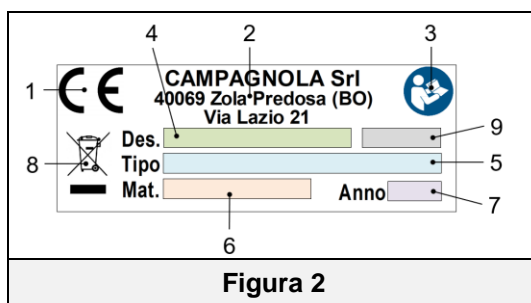 4 2 3
1 CE CAMPAGNOLA Srl
40069 Zola Predosa (BO)
Via Lazio 21
Des. 9
8 Tipo 5
Mat. Anno 7
6
Figura 2